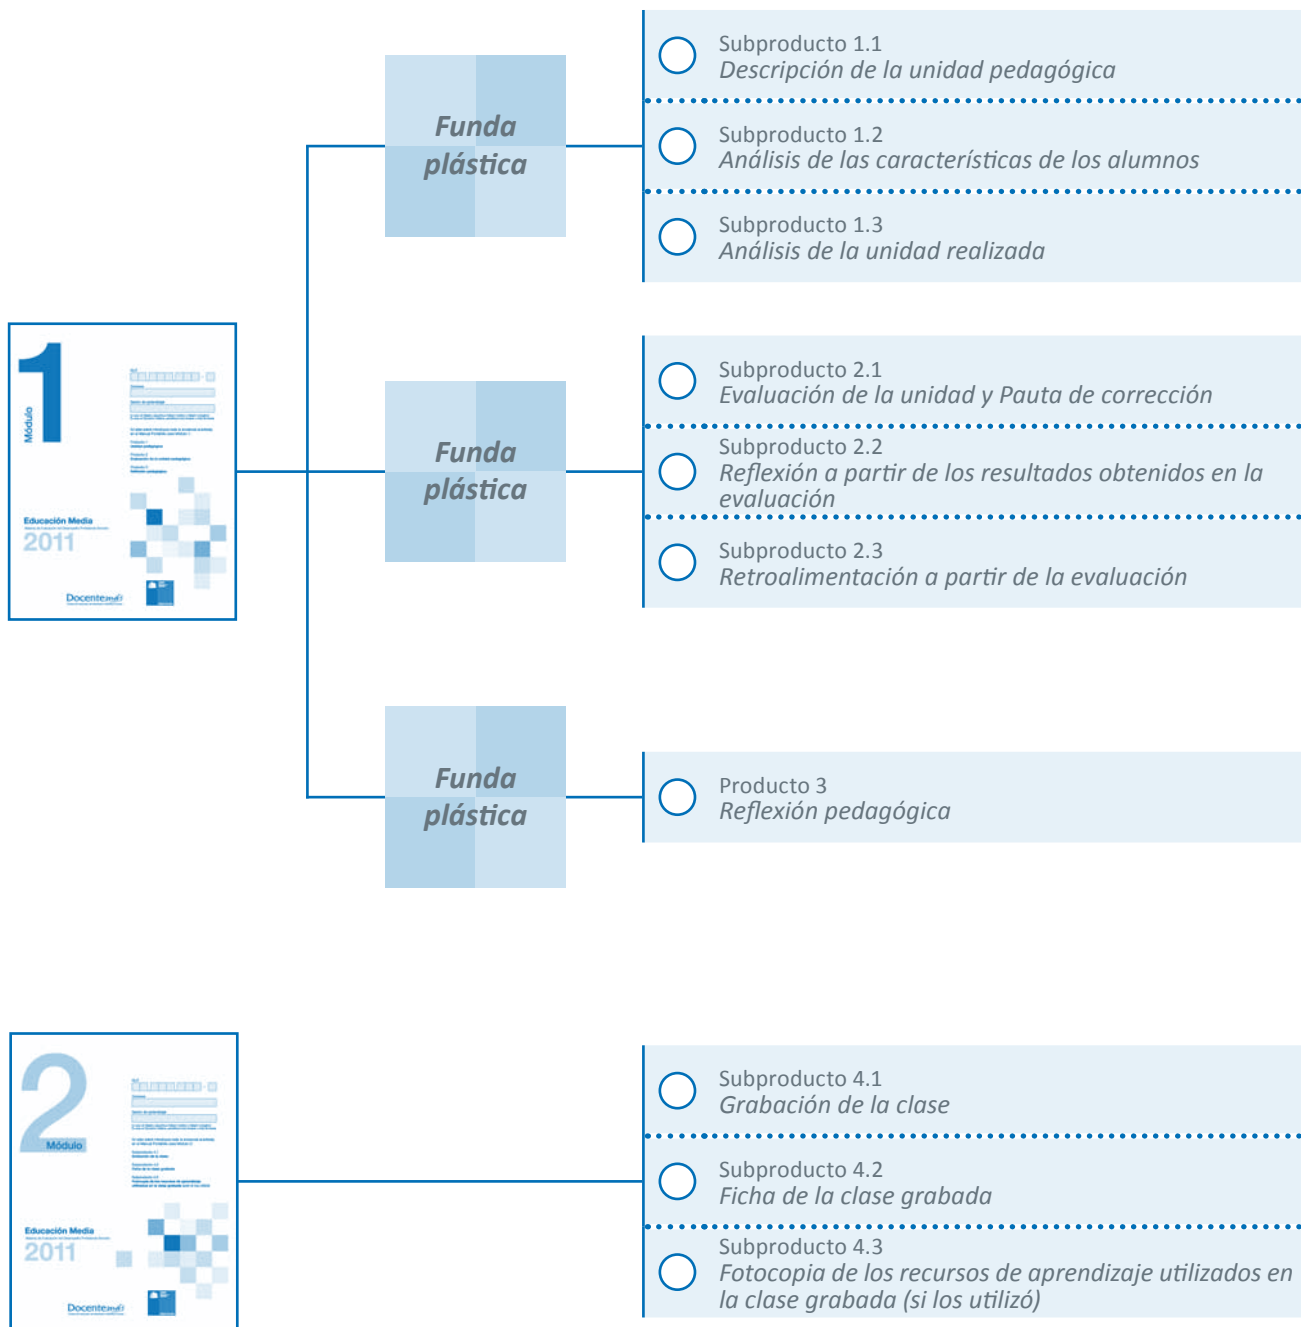 Funda
plástica
Subproducto 1.1
Descripción de la unidad pedagógica
Subproducto 1.2
Análisis de las características de los alumnos
Subproducto 1.3
Análisis de la unidad realizada
1
Módulo
Educación Media
2011
Docentemás
Funda
plástica
Subproducto 2.1
Evaluación de la unidad y Pauta de corrección
Subproducto 2.2
Reflexión a partir de los resultados obtenidos en la
evaluación
Subproducto 2.3
Retroalimentación a partir de la evaluación
Funda
plástica
Producto 3
Reflexión pedagógica
2
Módulo
Educación Media
2011
Docentemás
Subproducto 4.1
Grabación de la clase
Subproducto 4.2
Ficha de la clase grabada
Subproducto 4.3
Fotocopia de los recursos de aprendizaje utilizados en
la clase grabada (si los utilizó)